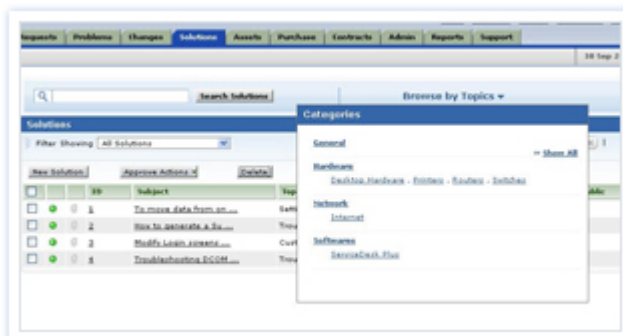 Requests Problems Changes Solutions Assets Purchase Contracts Admin Reports Support
Search Solutions Browse by Topics
Solutions
Filter Showing All Solutions
New Solution Approve Actions Delete
ID Subject
1 To move data from an ....
2 How to generate a Su ....
3 Modify Login screens ....
4 Troubleshooting DCOM ....
Categories
General
Show All
Hardware
Desktop Hardware , Printers , Routers , Switches
Network
Internet
Softwares
ServiceDesk Plus